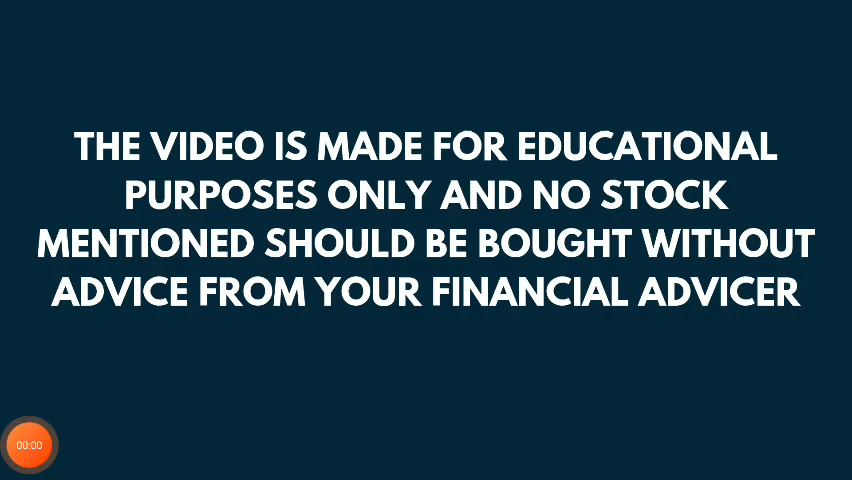 THE VIDEO IS MADE FOR EDUCATIONAL
PURPOSES ONLY AND NO STOCK
MENTIONED SHOULD BE BOUGHT WITHOUT
ADVICE FROM YOUR FINANCIAL ADVICER
00:00